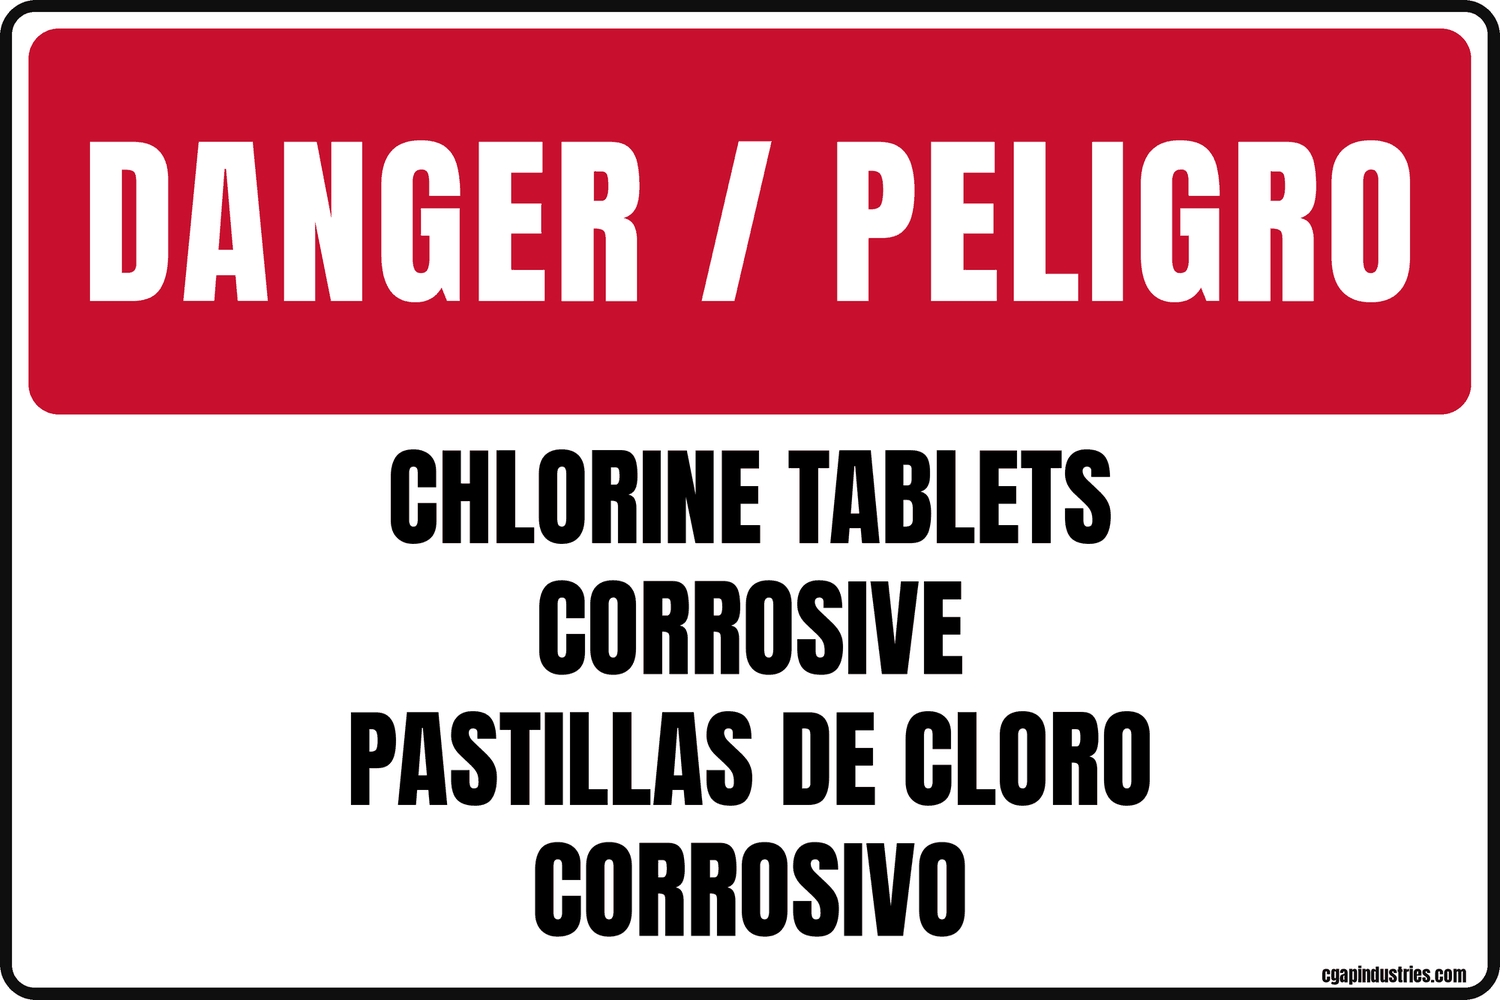 DANGER / PELIGRO
CHLORINE TABLETS
CORROSIVE
PASTILLAS DE CLORO
CORROSIVO
cgapindustries.com